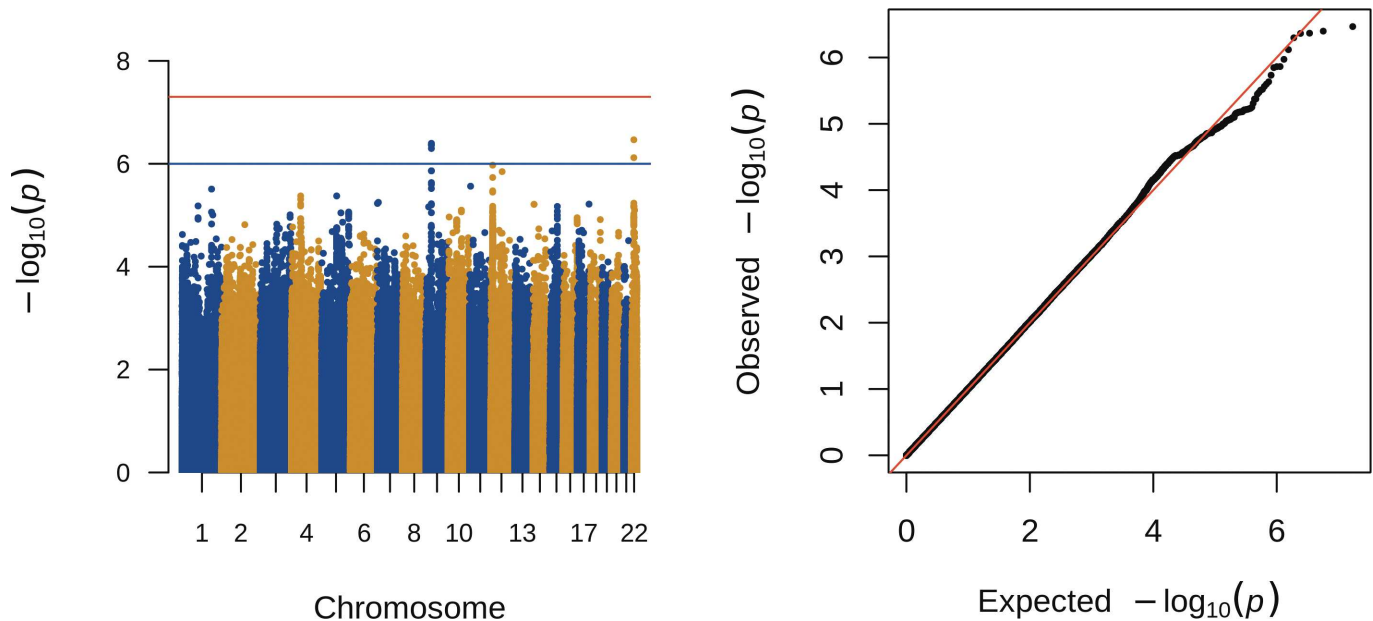 8
6
4
2
0
− log10(p)
1 2 4 6 8 10 13 17 22
Chromosome
6
5
4
3
2
1
0
Observed − log10(p)
0 2 4 6
Expected − log10(p)